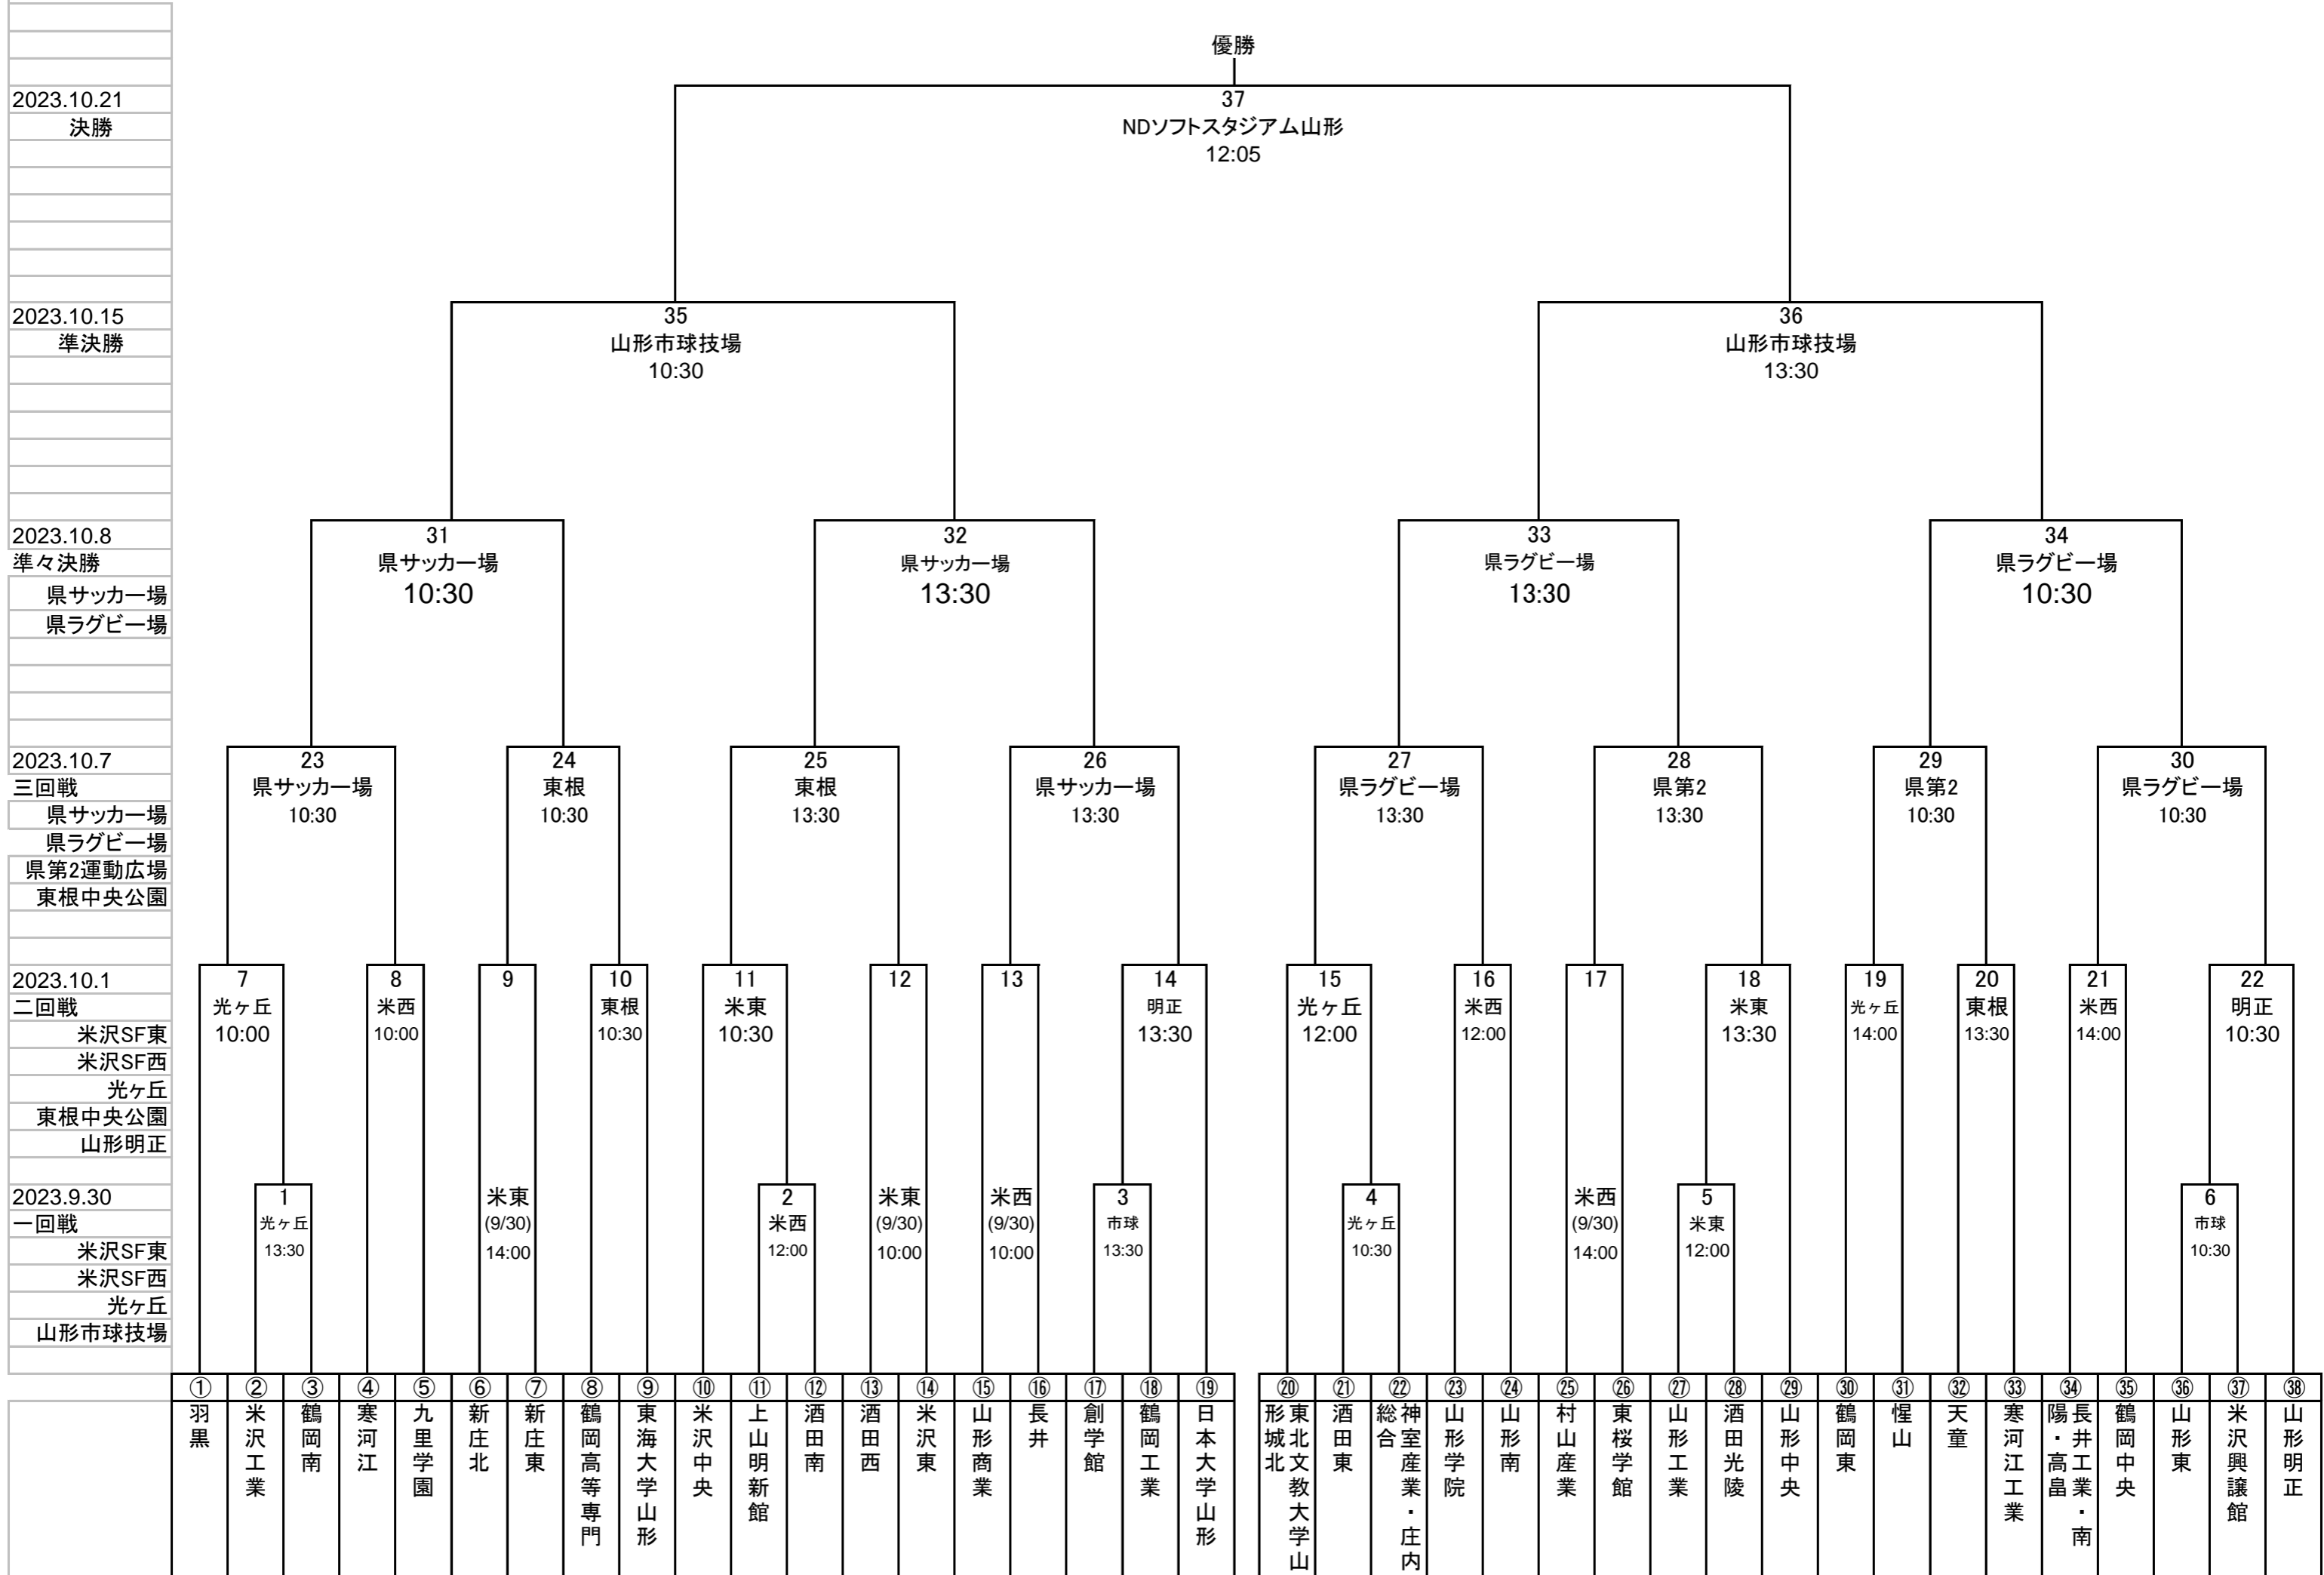 優勝
2023.10.21
37
決勝
NDソフトスタジアム山形
12:05
2023.10.15
35
36
準決勝
山形市球技場
山形市球技場
10:30
13:30
2023.10.8
31
32
33
34
準々決勝
県サッカー場
県サッカー場
県ラグビー場
県ラグビー場
県サッカー場
10:30
13:30
13:30
10:30
県ラグビー場
2023.10.7
23
24
25
26
27
28
29
30
三回戦
県サッカー場
東根
東根
県サッカー場
県ラグビー場
県第2
県第2
県ラグビー場
県サッカー場
10:30
10:30
13:30
13:30
13:30
13:30
10:30
10:30
県ラグビー場
県第2運動広場
東根中央公園
2023.10.1
7
8
9
10
11
12
13
14
15
16
17
18
19
20
21
22
二回戦
光ヶ丘
米西
東根
米東
明正
光ヶ丘
米西
米東
光ヶ丘
東根
米西
明正
米沢SF東
10:00
10:00
10:30
10:30
13:30
12:00
12:00
13:30
14:00
13:30
14:00
10:30
米沢SF西
光ヶ丘
東根中央公園
山形明正
2023.9.30
1
米東
2
米東
米西
3
4
米西
5
6
一回戦
光ヶ丘
(9/30)
米西
(9/30)
(9/30)
市球
光ヶ丘
(9/30)
米東
市球
米沢SF東
13:30
14:00
12:00
10:00
10:00
13:30
10:30
14:00
12:00
10:30
米沢SF西
光ヶ丘
山形市球技場
①
②
③
④
⑤
⑥
⑦
⑧
⑨
⑩
⑪
⑫
⑬
⑭
⑮
⑯
⑰
⑱
⑲
⑳
㉑
㉒
㉓
㉔
㉕
㉖
㉗
㉘
㉙
㉚
㉛
㉜
㉝
㉞
㉟
㊱
㊲
㊳
羽黒
米沢工業
鶴岡南
寒河江
九里学園
新庄北
新庄東
鶴岡高等専門
東海大学山形
米沢中央
上山明新館
酒田南
酒田西
米沢東
山形商業
長井
創学館
鶴岡工業
日本大学山形
東北文教大学山
形城北
酒田東
神室産業・庄内
総合
山形学院
山形南
村山産業
東桜学館
山形工業
酒田光陵
山形中央
鶴岡東
惺山
天童
寒河江工業
長井工業・南
陽・高畠
鶴岡中央
山形東
米沢興譲館
山形明正